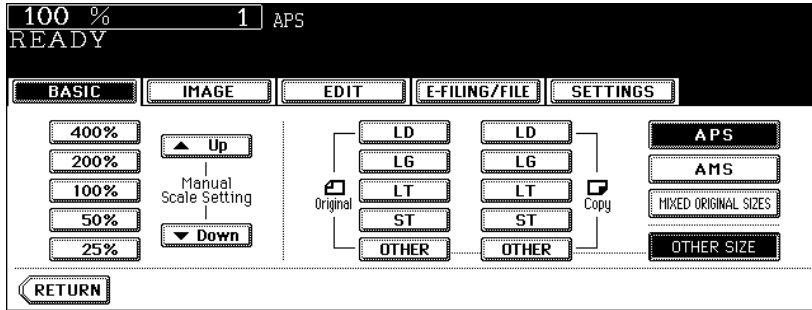 100 % 1 APS
READY
BASIC IMAGE EDIT E-FILING/FILE SETTINGS
400% Up LD LD APS
200% LG LG AMS
100% Manual Scale Setting Original LT LT Copy MIXED ORIGINAL SIZES
50% ST ST
25% Down OTHER OTHER OTHER SIZE
RETURN